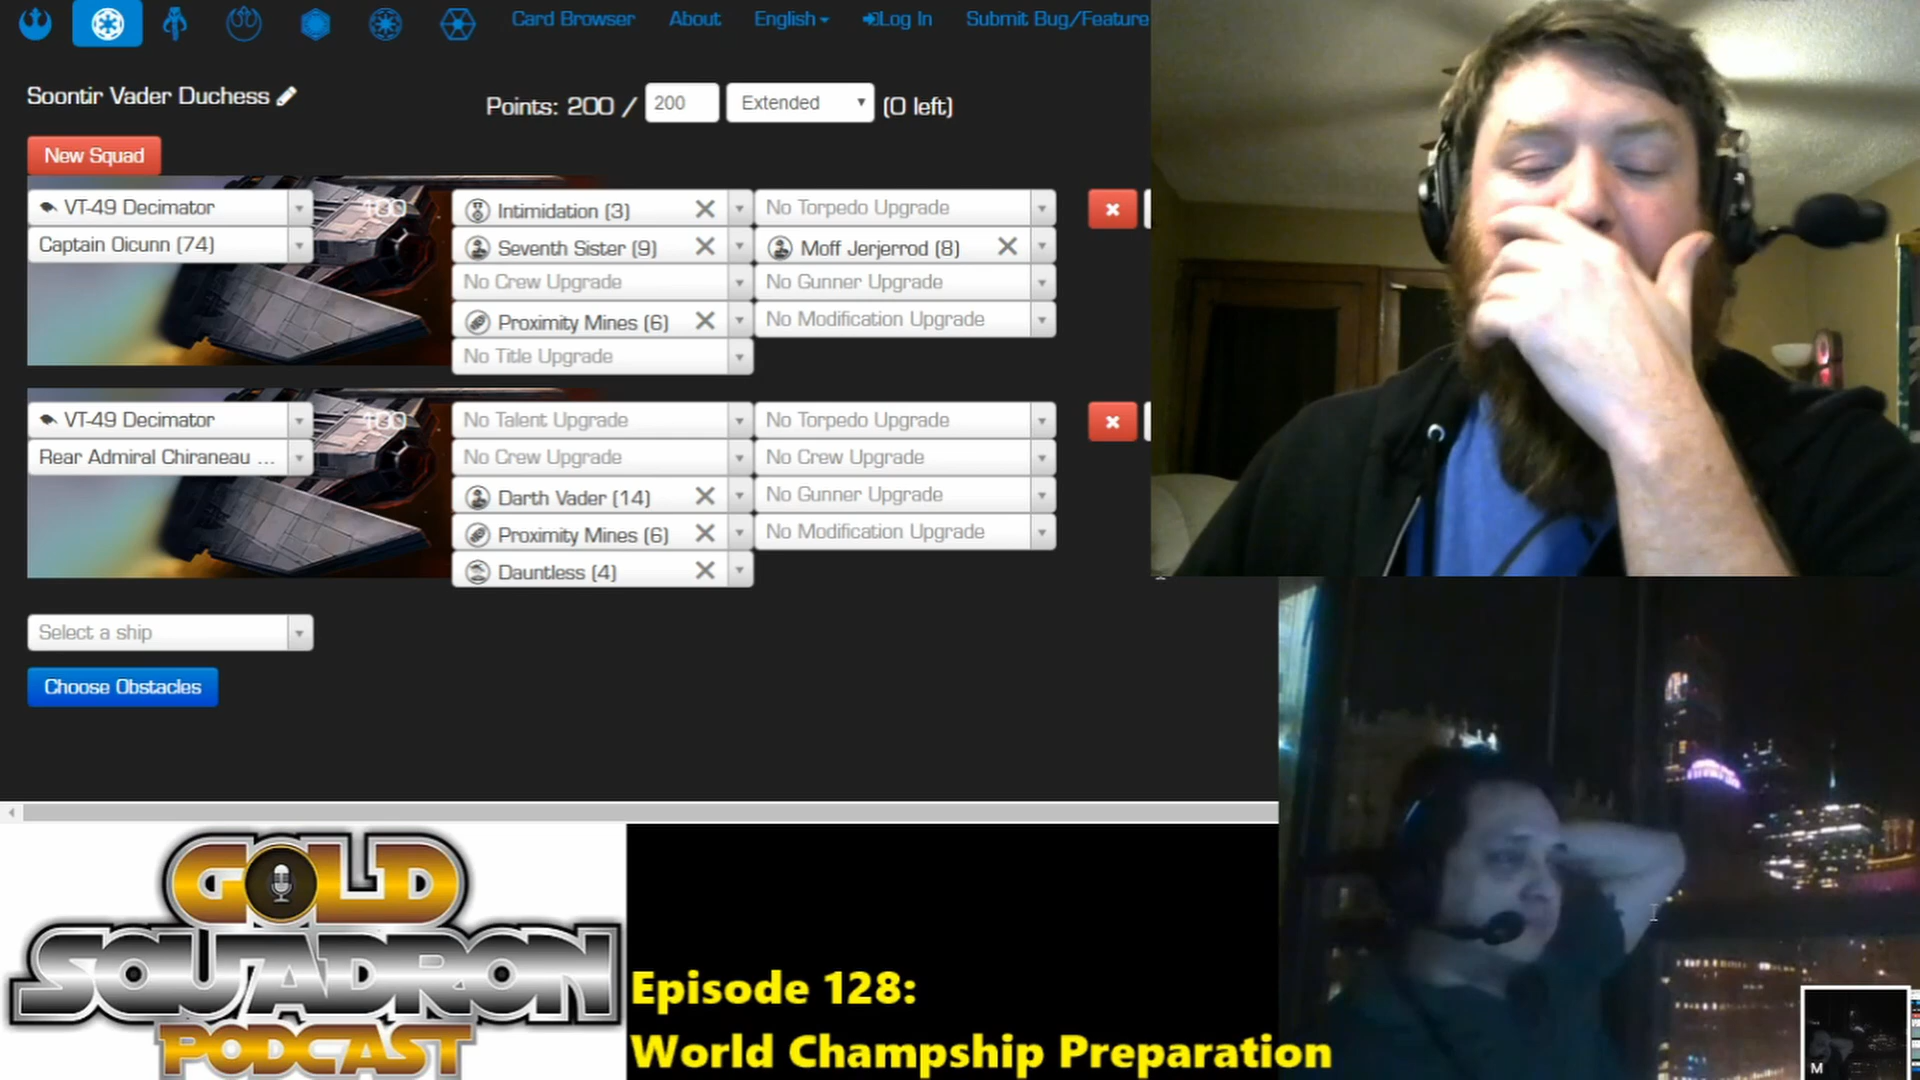 Card Browser About English Log In Submit Bug/Feature
Soontir Vader Duchess
Points: 200 / 200 Extended (0 left)
New Squad
VT-49 Decimator
100
Captain Oicunn (74)
Intimidation (3)
No Torpedo Upgrade
Seventh Sister (9)
Moff Jerjerrod (8)
No Crew Upgrade
No Gunner Upgrade
Proximity Mines (6)
No Modification Upgrade
No Title Upgrade
VT-49 Decimator
100
Rear Admiral Chiraneau ...
No Talent Upgrade
No Torpedo Upgrade
No Crew Upgrade
No Crew Upgrade
Darth Vader (14)
No Gunner Upgrade
Proximity Mines (6)
No Modification Upgrade
Dauntless (4)
Select a ship
Choose Obstacles
GOLD
SQUADRON
PODCAST
Episode 128:
World Champship Preparation
M